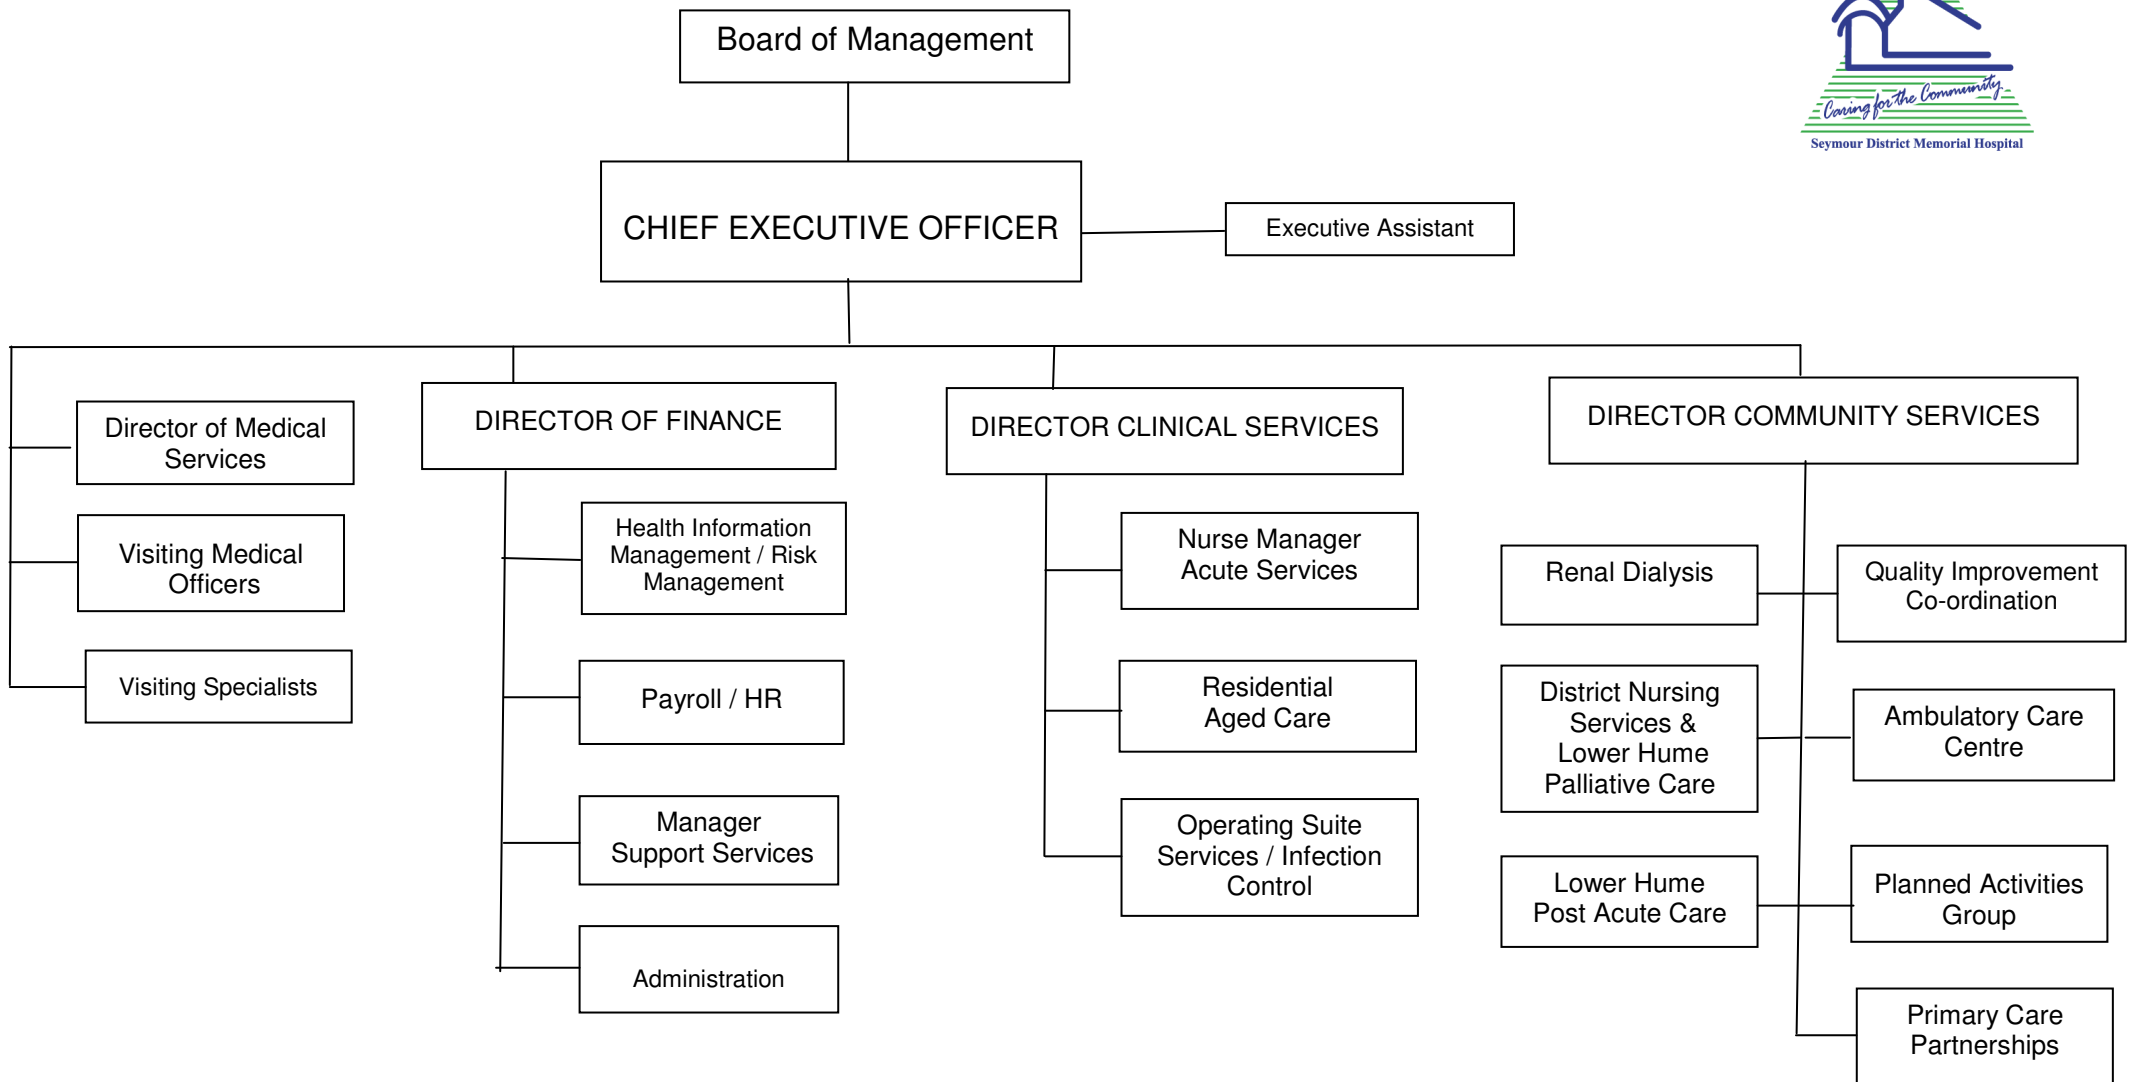 Board of Management
Caring for the Community
Seymour District Memorial Hospital
CHIEF EXECUTIVE OFFICER
Executive Assistant
Director of Medical
Services
Visiting Medical
Officers
Visiting Specialists
DIRECTOR OF FINANCE
Health Information
Management / Risk
Management
Payroll / HR
Manager
Support Services
Administration
DIRECTOR CLINICAL SERVICES
Nurse Manager
Acute Services
Residential
Aged Care
Operating Suite
Services / Infection
Control
DIRECTOR COMMUNITY SERVICES
Renal Dialysis
Quality Improvement
Co-ordination
District Nursing
Services &
Lower Hume
Palliative Care
Ambulatory Care
Centre
Lower Hume
Post Acute Care
Planned Activities
Group
Primary Care
Partnerships